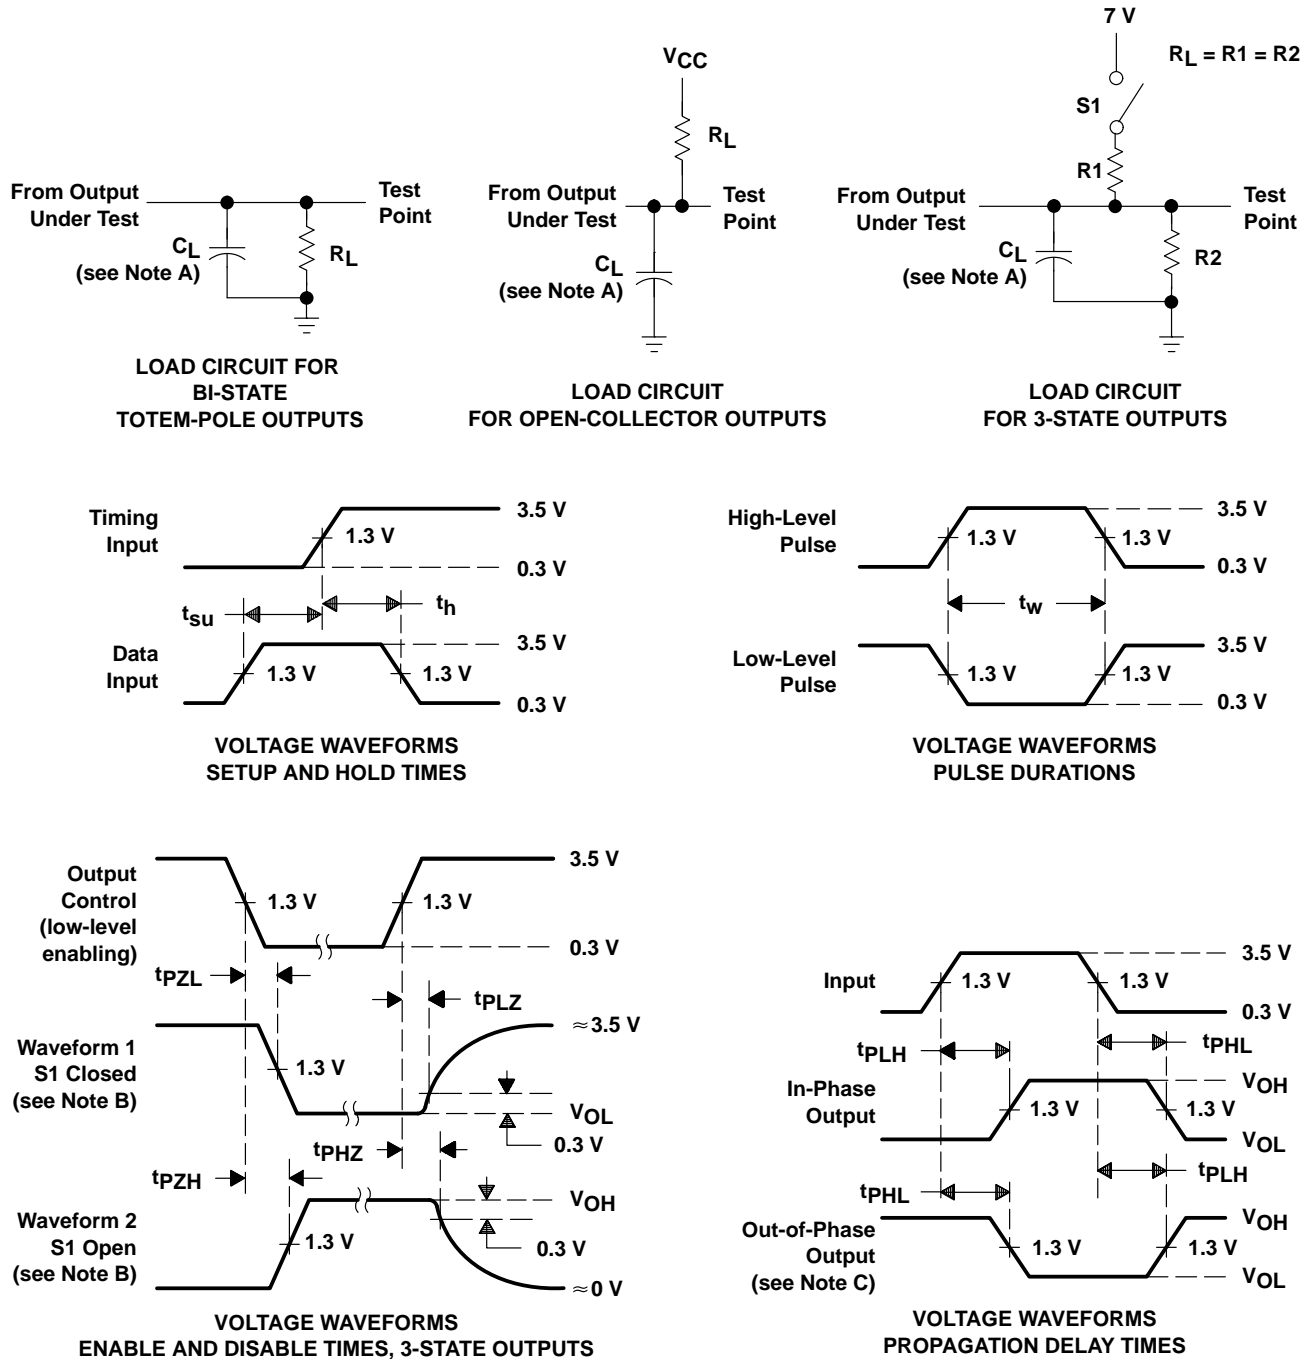 7 V
RL = R1 = R2
S1
R1
From Output
Under Test
Test
Point
CL
(see Note A)
R2
LOAD CIRCUIT
FOR 3-STATE OUTPUTS
VCC
RL
From Output
Under Test
Test
Point
CL
(see Note A)
LOAD CIRCUIT
FOR OPEN-COLLECTOR OUTPUTS
From Output
Under Test
Test
Point
CL
(see Note A)
RL
LOAD CIRCUIT FOR
BI-STATE
TOTEM-POLE OUTPUTS
Timing
Input
1.3 V
3.5 V
0.3 V
tsu
th
Data
Input
1.3 V
1.3 V
3.5 V
0.3 V
VOLTAGE WAVEFORMS
SETUP AND HOLD TIMES
High-Level
Pulse
1.3 V
1.3 V
3.5 V
0.3 V
tw
Low-Level
Pulse
1.3 V
1.3 V
3.5 V
0.3 V
VOLTAGE WAVEFORMS
PULSE DURATIONS
Output
Control
(low-level
enabling)
1.3 V
1.3 V
3.5 V
0.3 V
tPZL
tPLZ
Waveform 1
S1 Closed
(see Note B)
1.3 V
≈3.5 V
VOL
0.3 V
tPHZ
tPZH
Waveform 2
S1 Open
(see Note B)
1.3 V
VOH
0.3 V
≈0 V
VOLTAGE WAVEFORMS
ENABLE AND DISABLE TIMES, 3-STATE OUTPUTS
Input
1.3 V
1.3 V
3.5 V
0.3 V
tPLH
tPHL
In-Phase
Output
1.3 V
1.3 V
VOH
VOL
tPHL
tPLH
Out-of-Phase
Output
(see Note C)
1.3 V
1.3 V
VOH
VOL
VOLTAGE WAVEFORMS
PROPAGATION DELAY TIMES